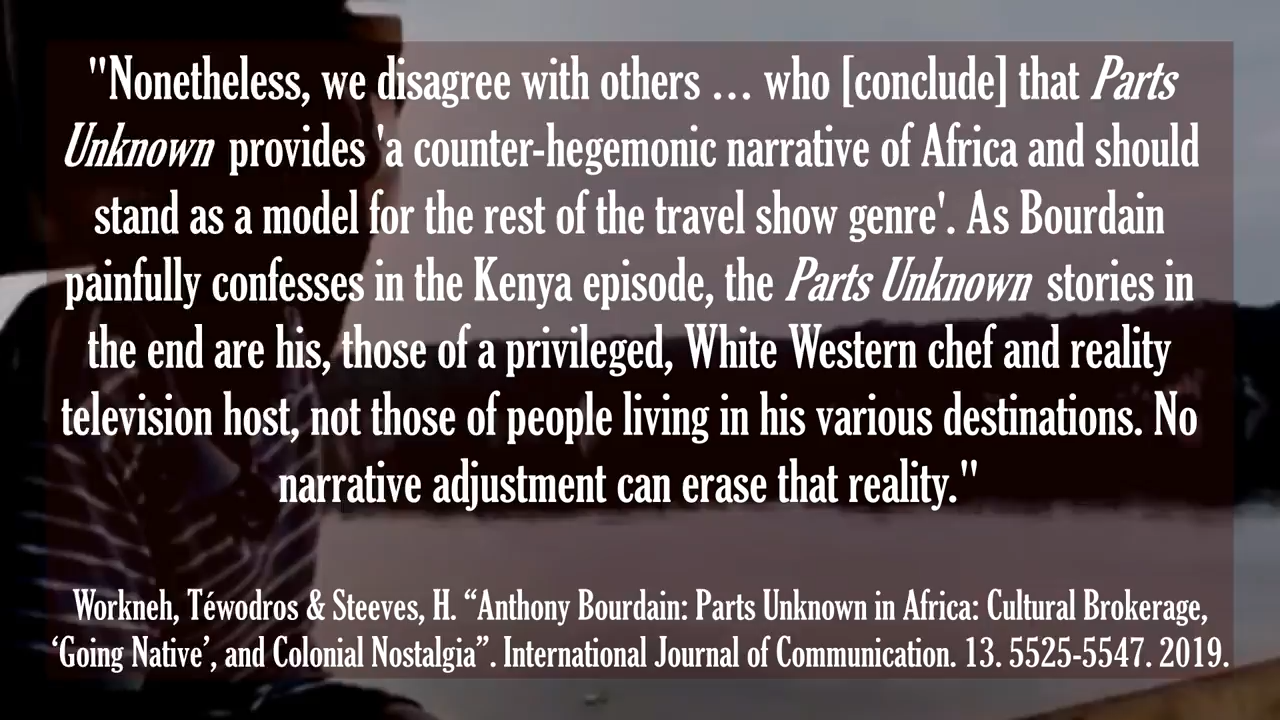 "Nonetheless, we disagree with others … who [conclude] that Parts
Unknown provides 'a counter-hegemonic narrative of Africa and should
stand as a model for the rest of the travel show genre'. As Bourdain
painfully confesses in the Kenya episode, the Parts Unknown stories in
the end are his, those of a privileged, White Western chef and reality
television host, not those of people living in his various destinations. No
narrative adjustment can erase that reality."
Workneh, Téwodros & Steeves, H. “Anthony Bourdain: Parts Unknown in Africa: Cultural Brokerage,
‘Going Native’, and Colonial Nostalgia”. International Journal of Communication. 13. 5525-5547. 2019.